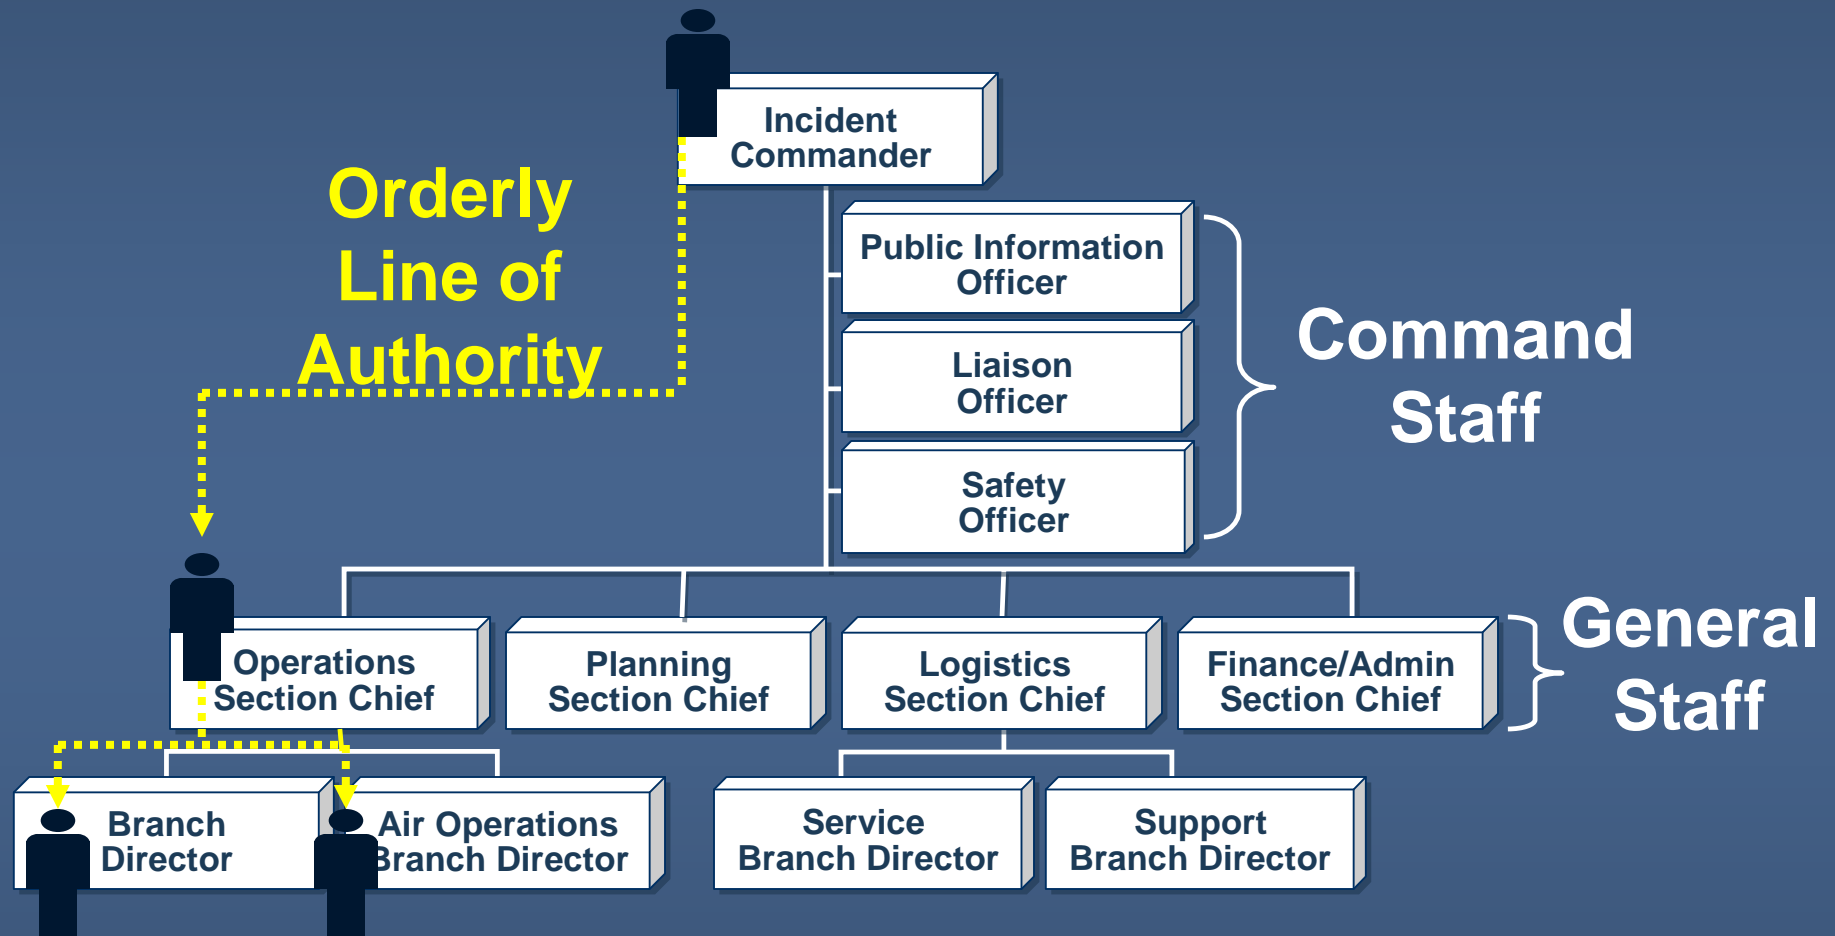 Incident
Commander
Orderly
Line of
Authority
Public Information
Officer
Liaison
Officer
Safety
Officer
Command
Staff
Operations
Section Chief
Planning
Section Chief
Logistics
Section Chief
Finance/Admin
Section Chief
General
Staff
Branch
Director
Air Operations
Branch Director
Service
Branch Director
Support
Branch Director